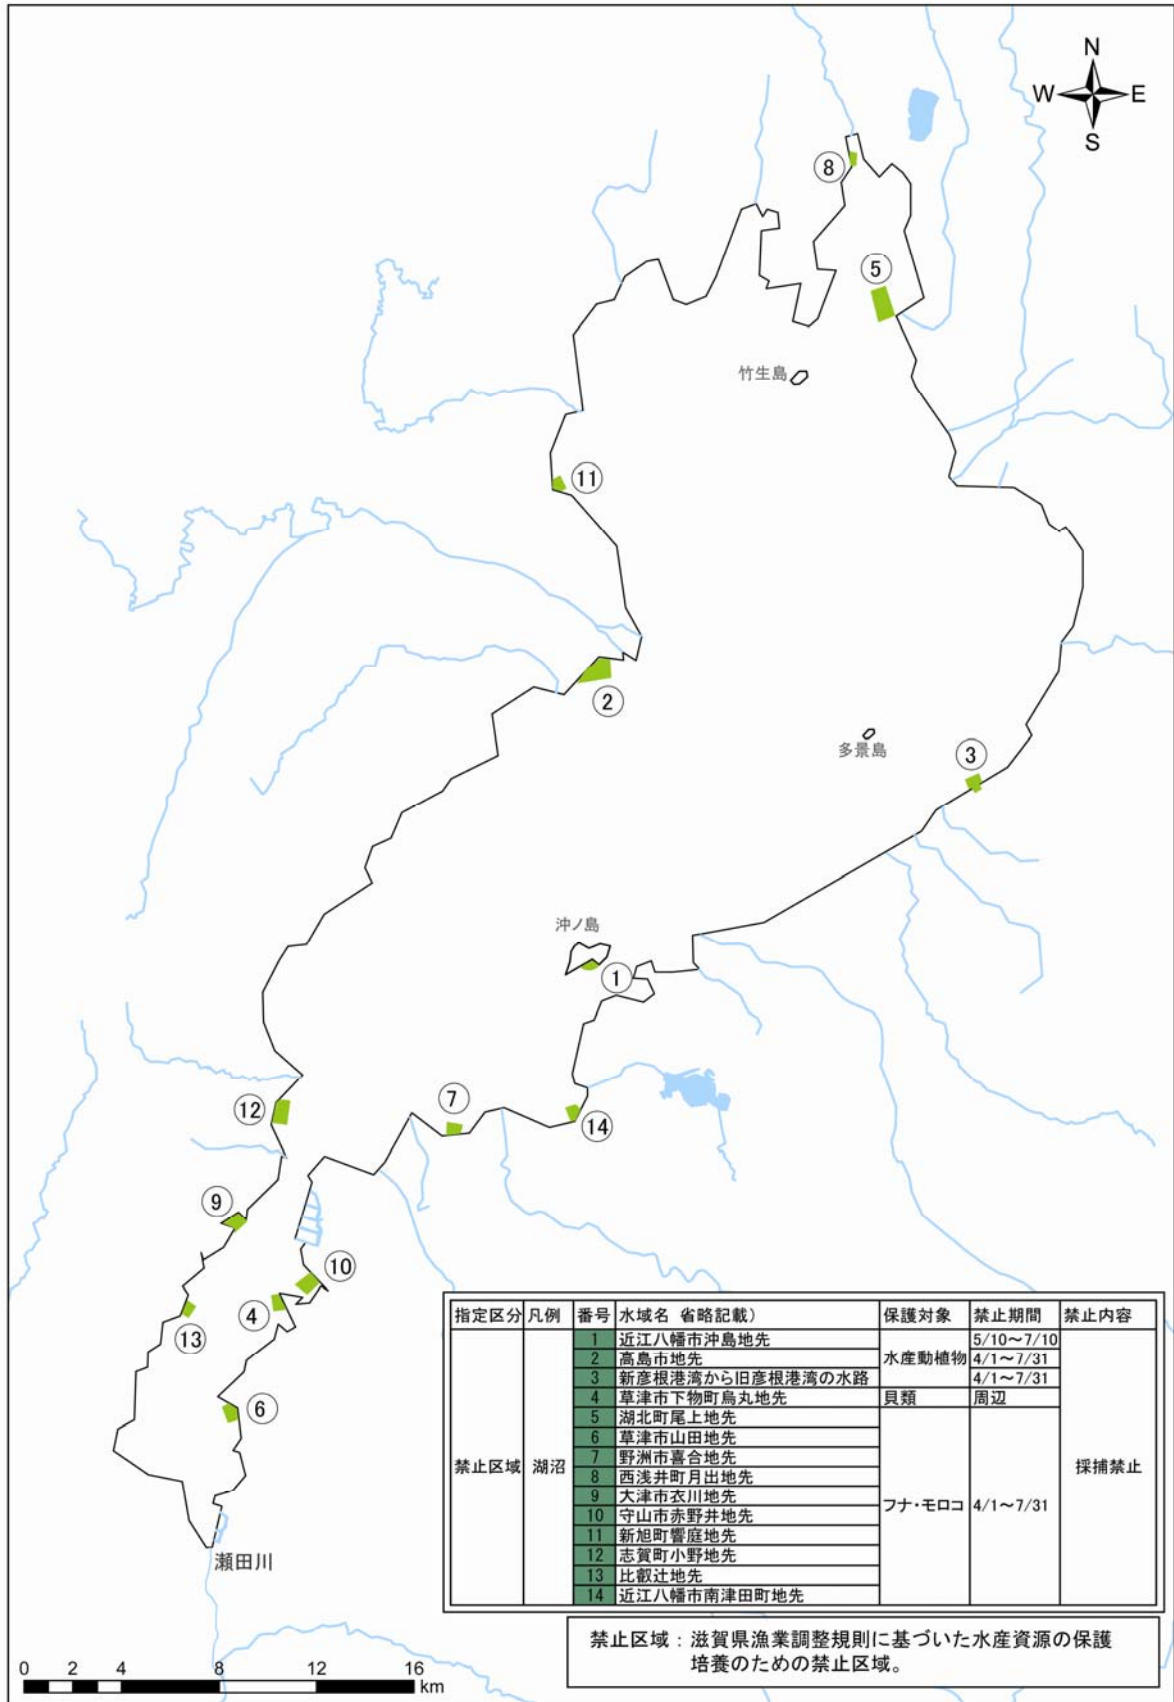 N
W E
S
8
5
竹生島
11
2
多景島
3
沖ノ島
1
12
7
14
9
10
4
13
6
瀬田川
指定区分 凡例 番号 水域名 省略記載) 保護対象 禁止期間 禁止内容
禁止区域 湖沼 採捕禁止
1 近江八幡市沖島地先 水産動植物 5/10～7/10
2 高島市地先 4/1～7/31
3 新彦根港湾から旧彦根港湾の水路 4/1～7/31
4 草津市下物町烏丸地先 貝類 周辺
5 湖北町尾上地先 フナ・モロコ 4/1～7/31
6 草津市山田地先
7 野洲市喜合地先
8 西浅井町月出地先
9 大津市衣川地先
10 守山市赤野井地先
11 新旭町饗庭地先
12 志賀町小野地先
13 比叡辻地先
14 近江八幡市南津田町地先
禁止区域：滋賀県漁業調整規則に基づいた水産資源の保護
培養のための禁止区域。
0 2 4 8 12 16
km